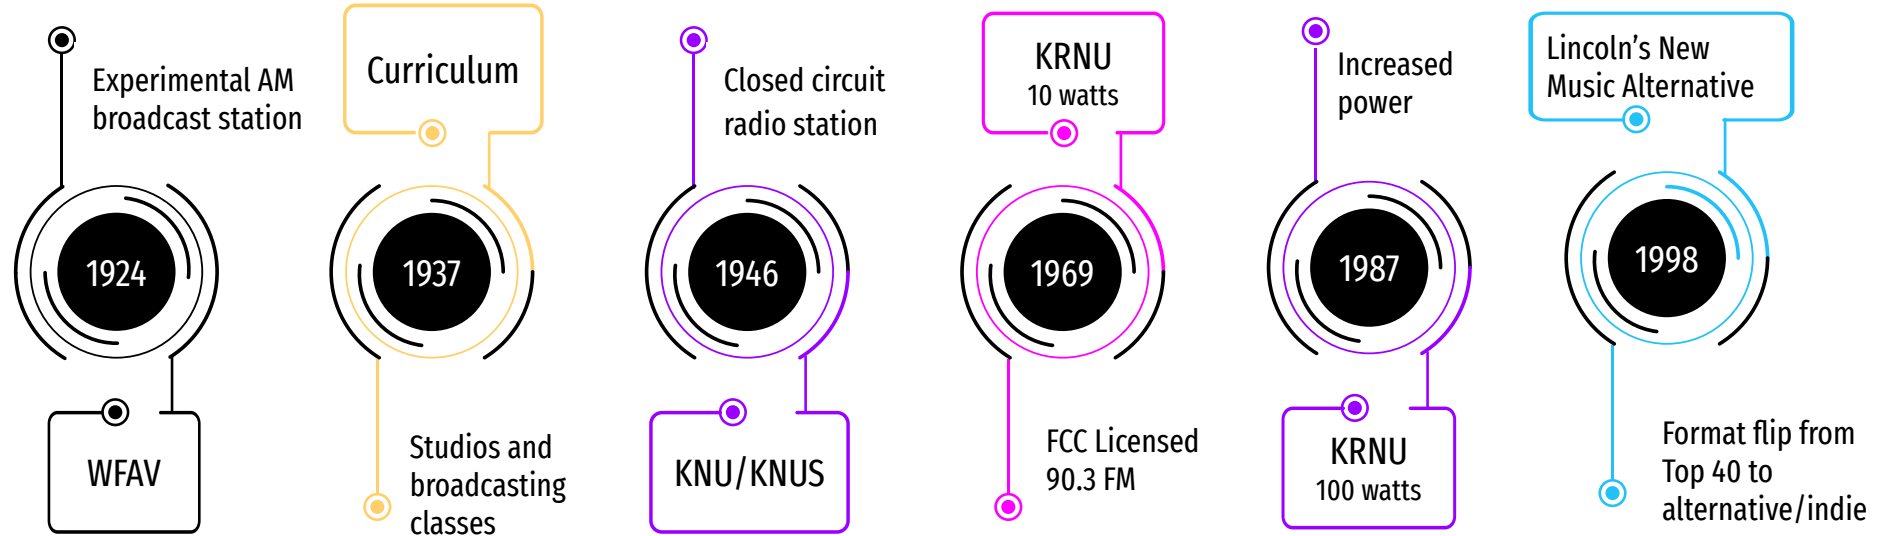 Experimental AM
broadcast station
1924
WFAV
Curriculum
1937
Studios and
broadcasting
classes
Closed circuit
radio station
1946
KNU/KNUS
KRNU
10 watts
1969
FCC Licensed
90.3 FM
Increased
power
1987
KRNU
100 watts
Lincoln’s New
Music Alternative
1998
Format flip from
Top 40 to
alternative/indie